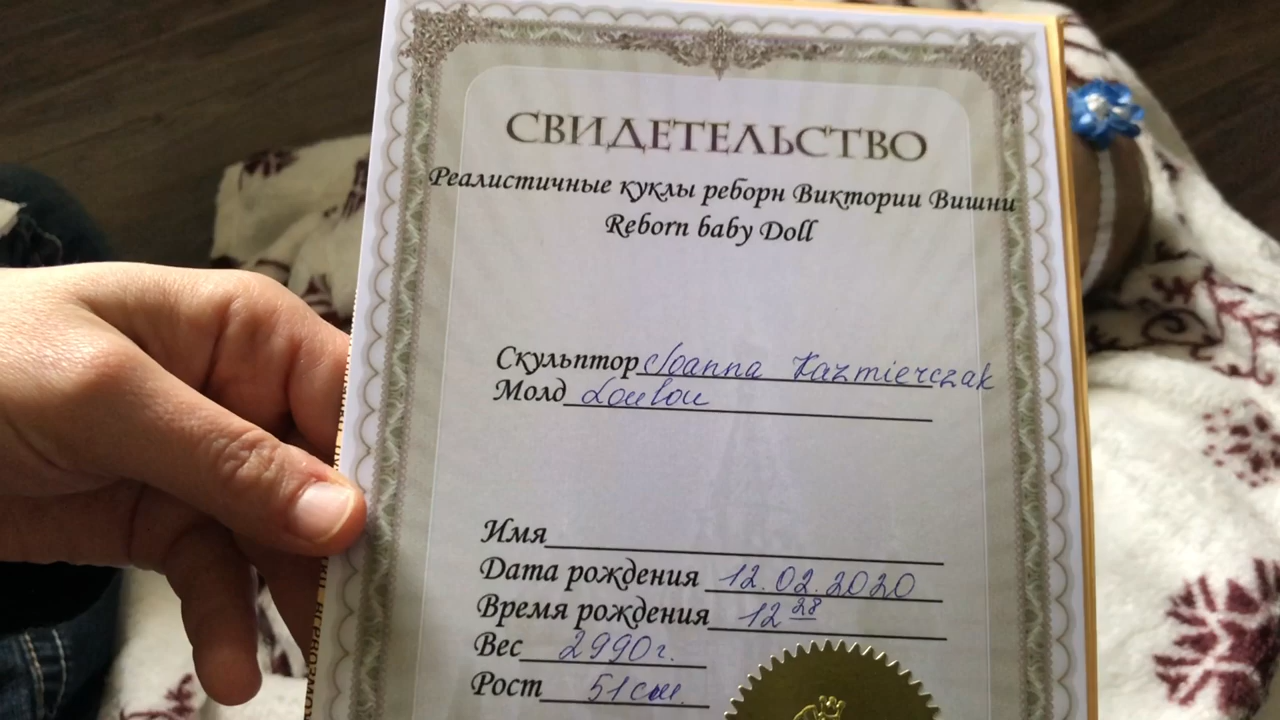 СВИДЕТЕЛЬСТВО
Реалистичные куклы реборн Виктории Вишни
Reborn baby Doll
Скульптор Joanna Kazmierczak
Молд Loulou
Имя
Дата рождения 12.02.2020
Время рождения 12 28
Вес 2990г.
Рост 51см.